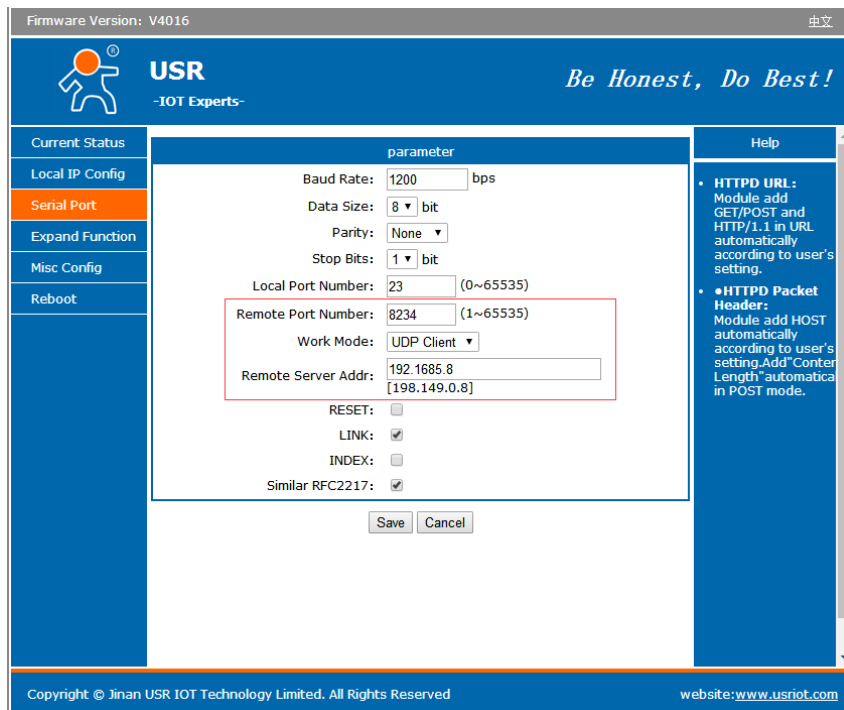 Firmware Version: V4016
中文
®
USR
-IOT Experts-
Be Honest, Do Best!
Current Status
Local IP Config
Serial Port
Expand Function
Misc Config
Reboot
parameter
Baud Rate: 1200 bps
Data Size: 8 bit
Parity: None
Stop Bits: 1 bit
Local Port Number: 23 (0~65535)
Remote Port Number: 8234 (1~65535)
Work Mode: UDP Client
Remote Server Addr: 192.1685.8
[198.149.0.8]
RESET:
LINK:
INDEX:
Similar RFC2217:
Save Cancel
Help
• HTTPD URL:
Module add
GET/POST and
HTTP/1.1 in URL
automatically
according to user's
setting.
• ●HTTPD Packet
Header:
Module add HOST
automatically
according to user's
setting.Add"Conter
Length"automatica
in POST mode.
Copyright © Jinan USR IOT Technology Limited. All Rights Reserved
website:www.usriot.com